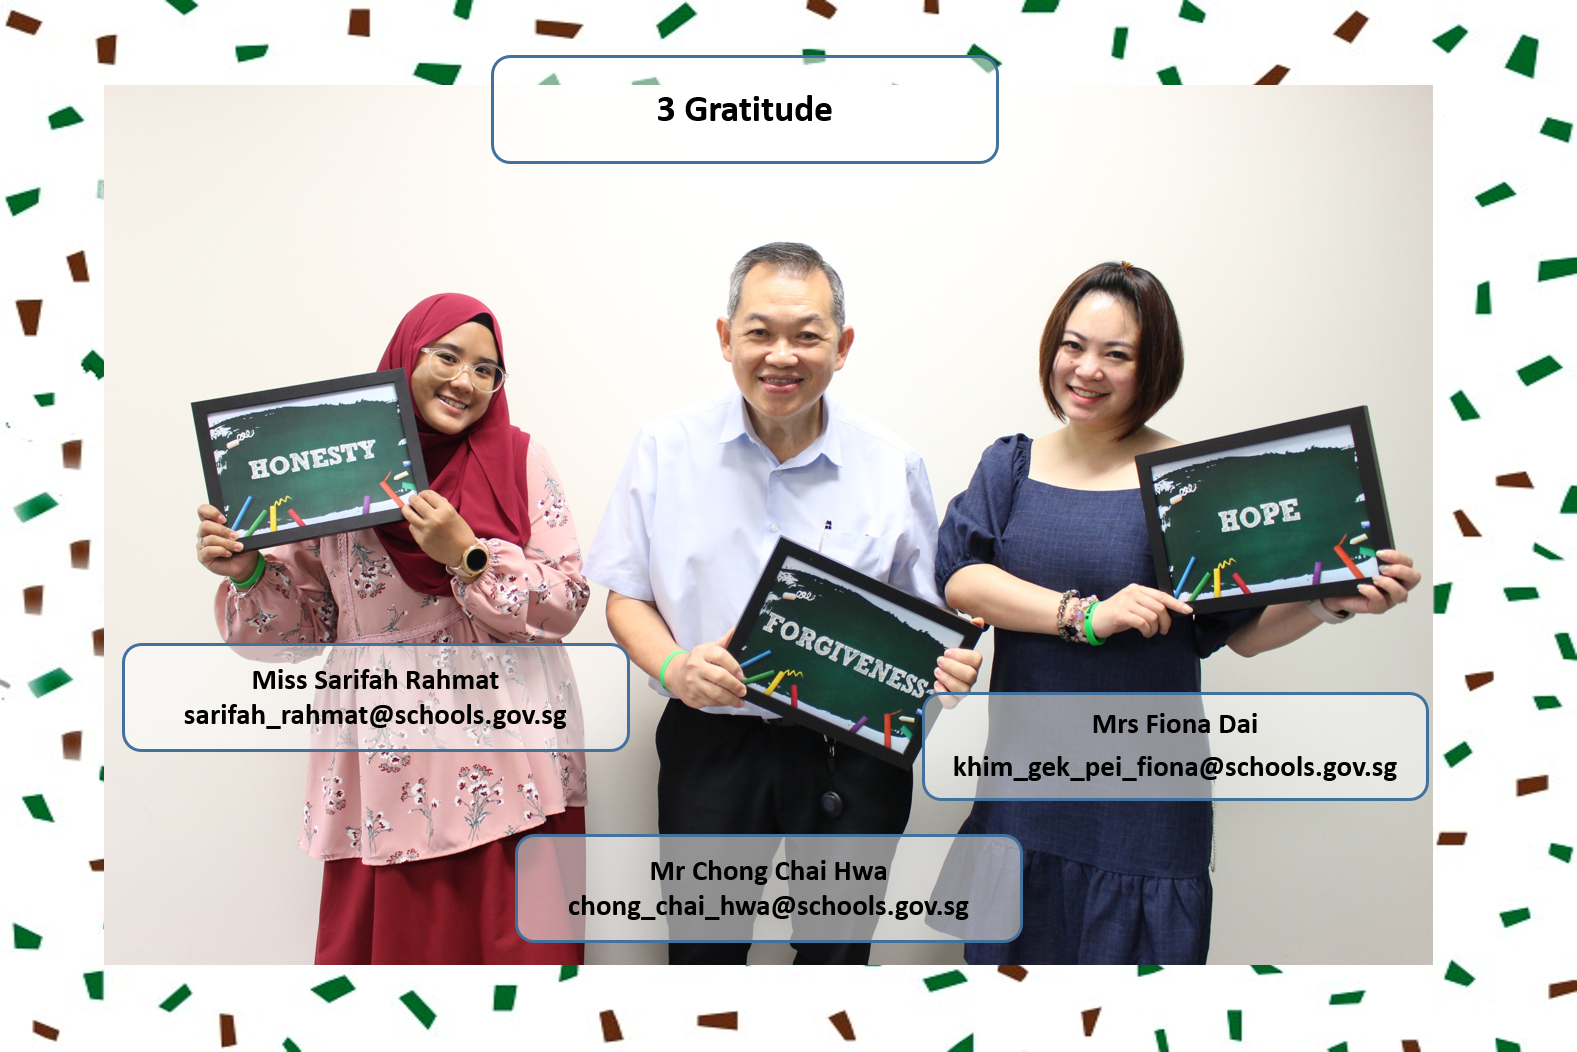 3 Gratitude
HONESTY
FORGIVENESS
HOPE
Miss Sarifah Rahmat
sarifah_rahmat@schools.gov.sg
Mrs Fiona Dai
khim_gek_pei_fiona@schools.gov.sg
Mr Chong Chai Hwa
chong_chai_hwa@schools.gov.sg